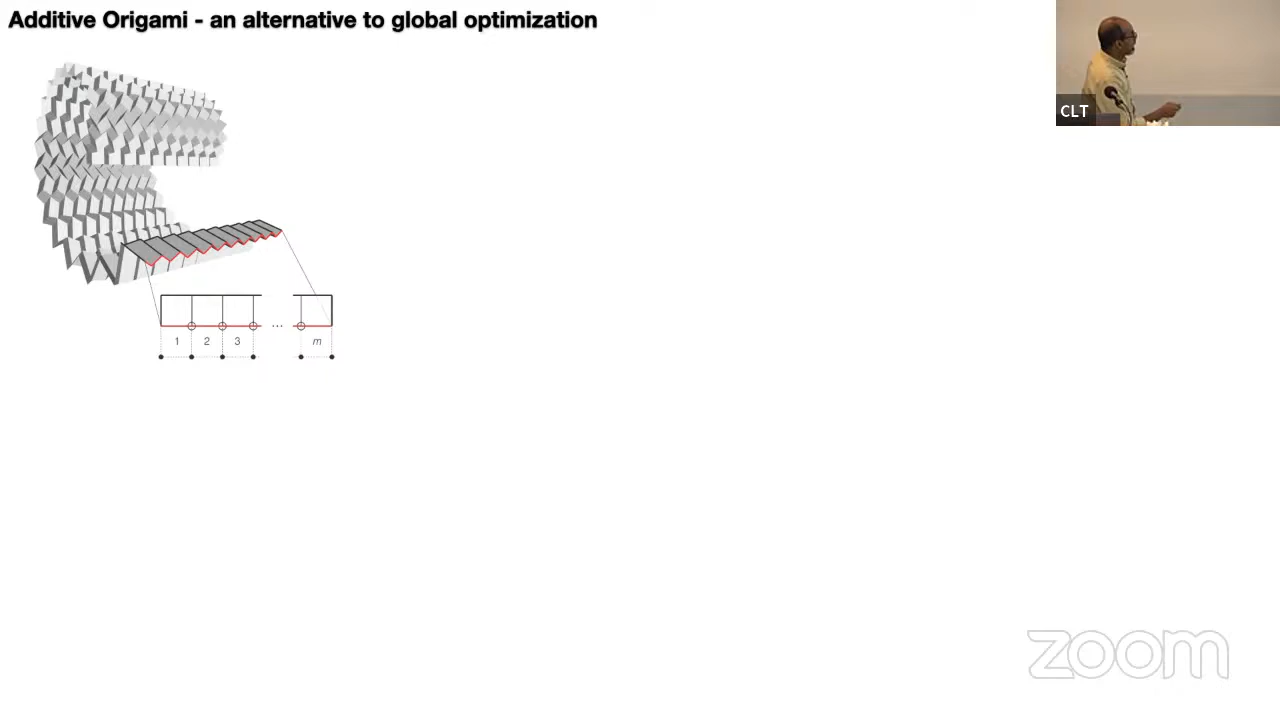 Additive Origami - an alternative to global optimization
CLT
1 2 3 ... m
zoom